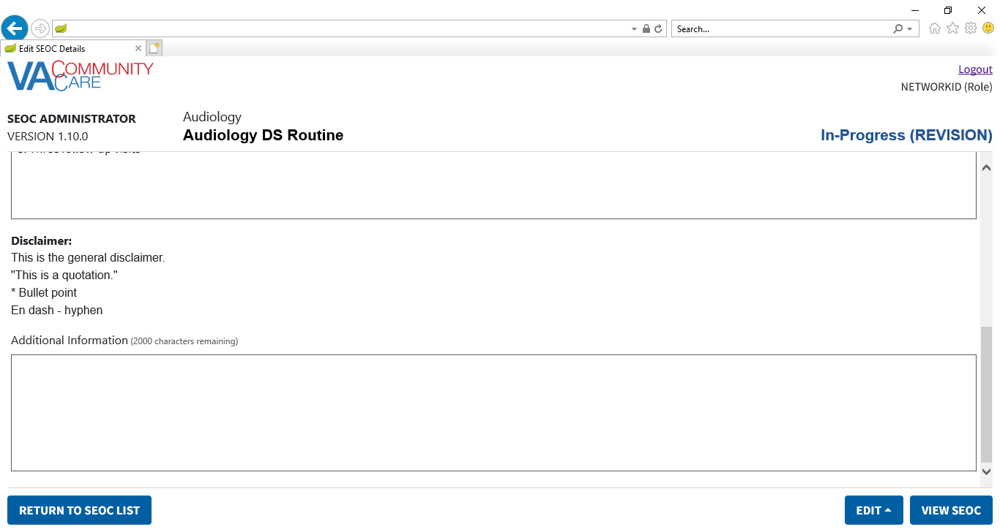 Search...
Edit SEOC Details
VA COMMUNITY CARE
Logout
NETWORKID (Role)
SEOC ADMINISTRATOR
VERSION 1.10.0
Audiology
Audiology DS Routine
In-Progress (REVISION)
Disclaimer:
This is the general disclaimer.
"This is a quotation."
* Bullet point
En dash - hyphen
Additional Information (2000 characters remaining)
RETURN TO SEOC LIST
EDIT
VIEW SEOC